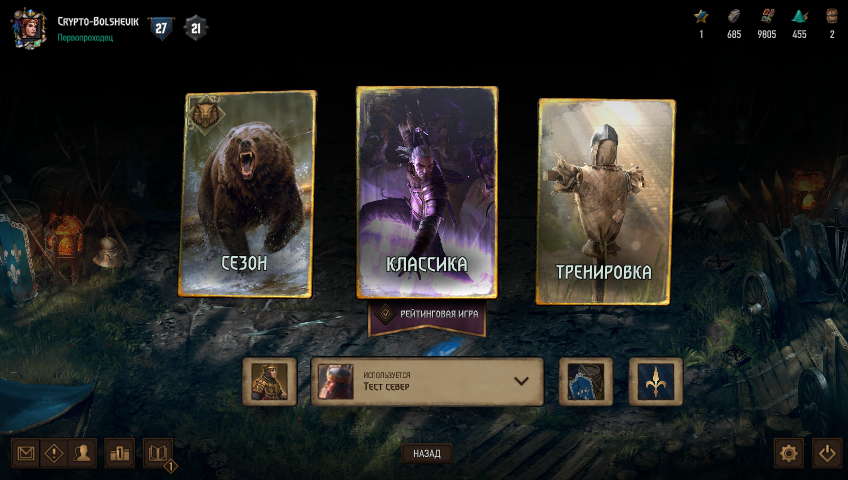 Crypto-Bolshevik
Первопроходец
27
21
1
685
9805
455
2
СЕЗОН
КЛАССИКА
ТРЕНИРОВКА
РЕЙТИНГОВАЯ ИГРА
ИСПОЛЬЗУЕТСЯ
Тест север
1
НАЗАД